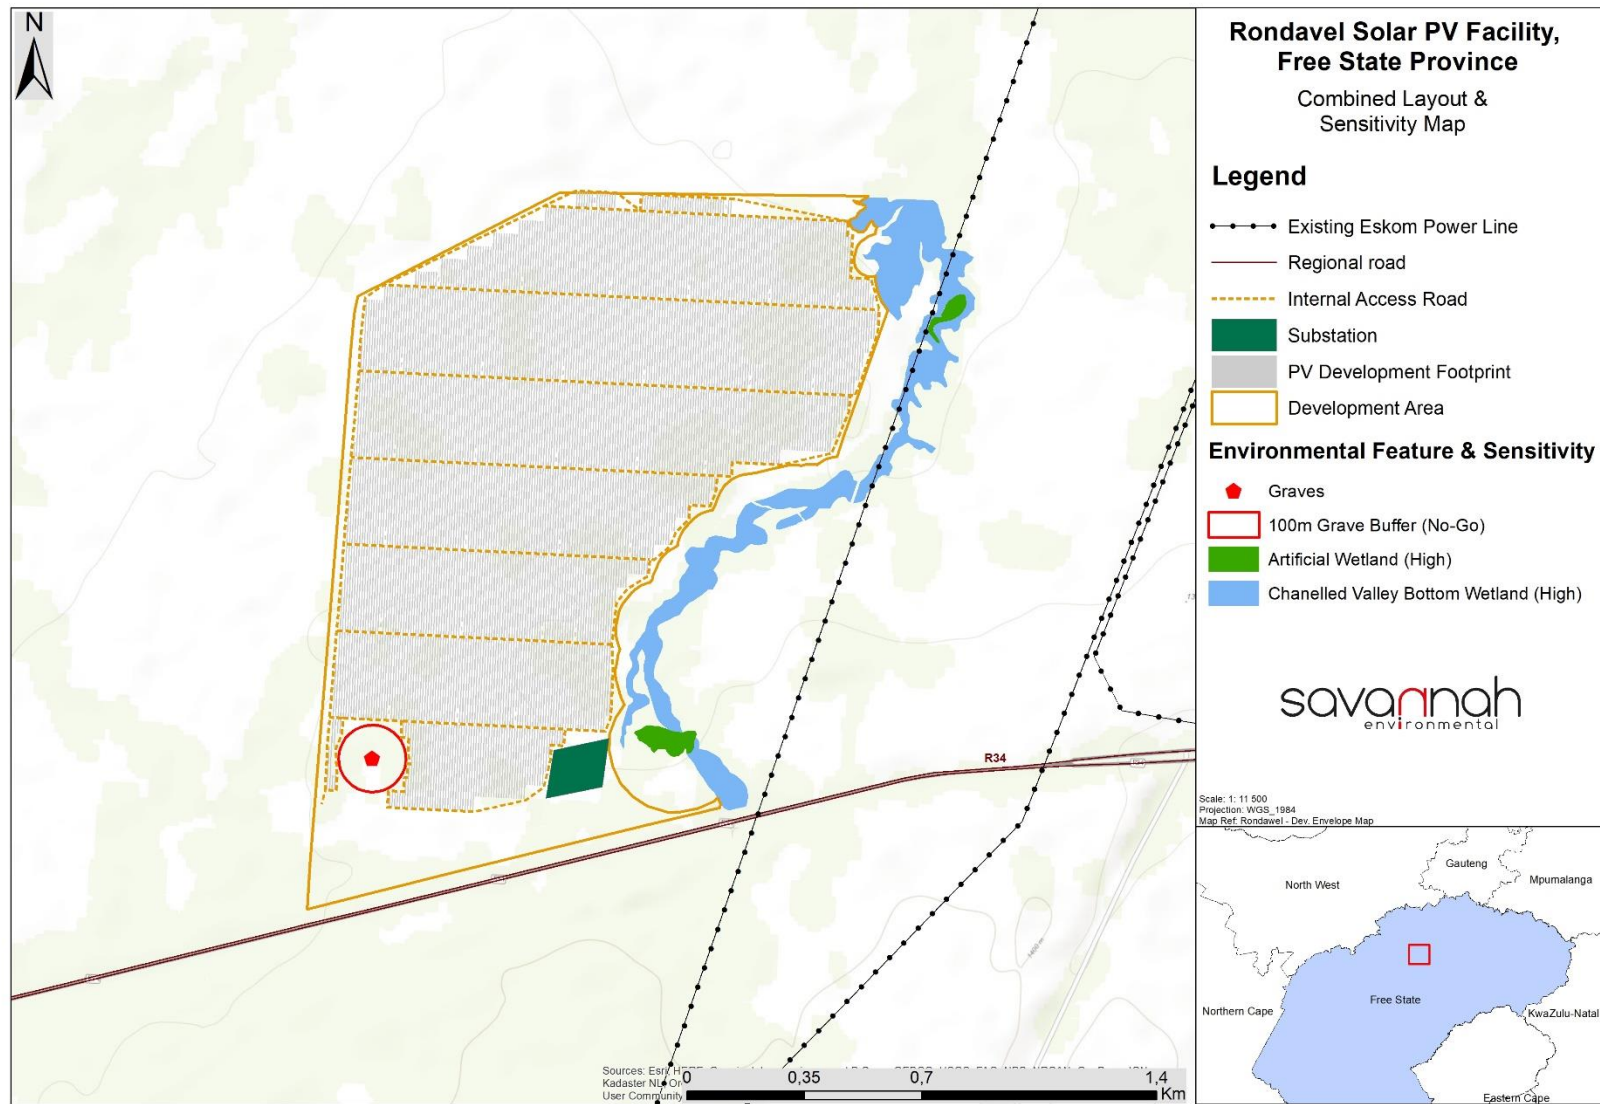 N
Rondavel Solar PV Facility,
Free State Province
Combined Layout &
Sensitivity Map
Legend
Existing Eskom Power Line
Regional road
Internal Access Road
Substation
PV Development Footprint
Development Area
Environmental Feature & Sensitivity
Graves
100m Grave Buffer (No-Go)
Artificial Wetland (High)
Chanelled Valley Bottom Wetland (High)
savannah
environmental
Scale: 1: 11 500
Projection: WGS_1984
Map Ref: Rondawel - Dev. Envelope Map
R34
North West
Gauteng
Mpumalanga
Free State
Northern Cape
KwaZulu-Natal
Eastern Cape
Sources: Esri,
Kadaster NL,
User Community
0 0,35 0,7 1,4
Km